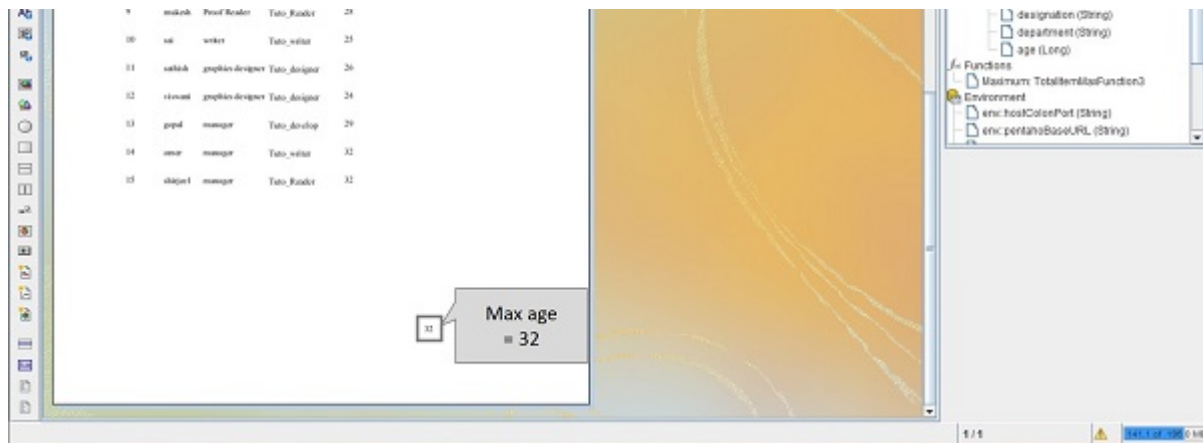 9 mukesh Proof Reader Tuto_Reader 28
10 sai writer Tuto_writer 25
11 sathish graphics designer Tuto_designer 26
12 graphics designer Tuto_designer 24
13 gopal manager Tuto_develop 29
14 omer manager Tuto_writer 32
15 manager Tuto_Reader 32
32
Max age
= 32
designation (String)
department (String)
age (Long)
Functions
Maximum: TotalItemMaxFunction3
Environment
env::hostColonPort (String)
env::pentahoBaseURL (String)
1 / 1